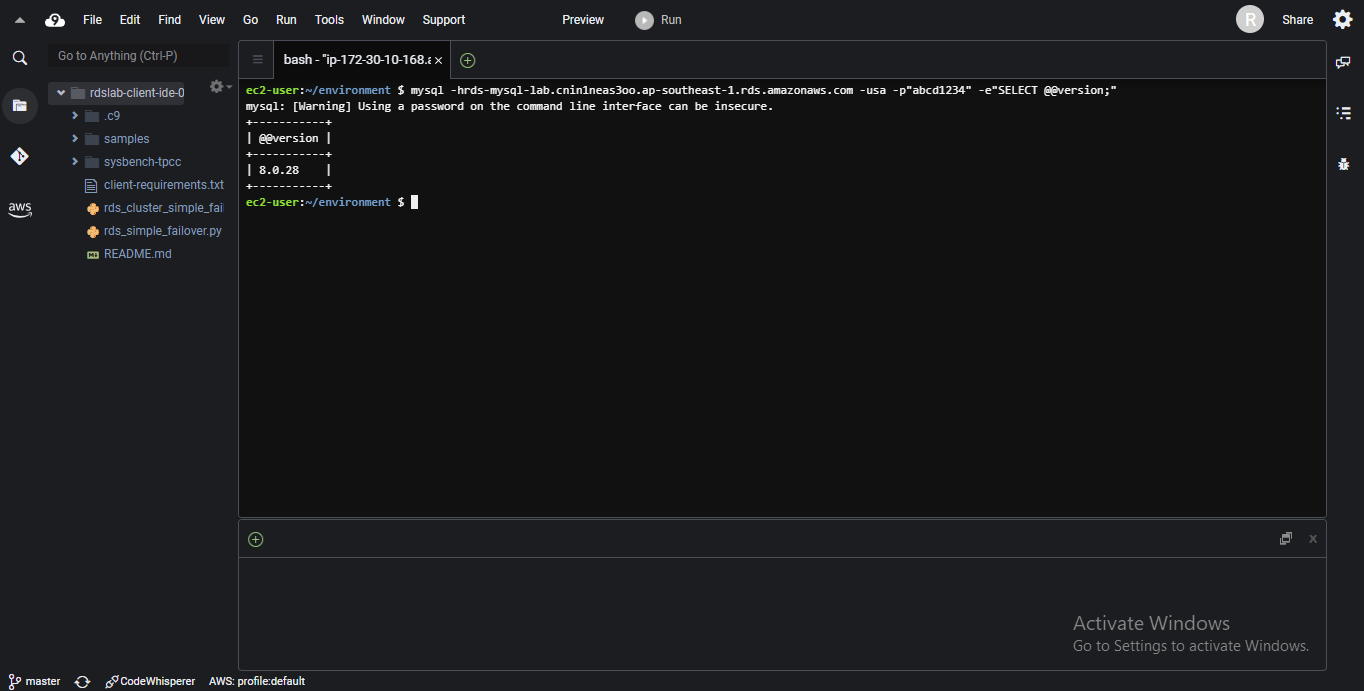 File Edit Find View Go Run Tools Window Support Preview Run R Share
Go to Anything (Ctrl-P)
bash - "ip-172-30-10-168.a
rdslab-client-ide-0
.c9
samples
sysbench-tpcc
client-requirements.txt
rds_cluster_simple_fai
rds_simple_failover.py
README.md
aws
ec2-user:~/environment $ mysql -hrds-mysql-lab.cnin1neas3oo.ap-southeast-1.rds.amazonaws.com -usa -p"abcd1234" -e"SELECT @@version;"
mysql: [Warning] Using a password on the command line interface can be insecure.
+-----------+
| @@version |
+-----------+
| 8.0.28    |
+-----------+
ec2-user:~/environment $
Activate Windows
Go to Settings to activate Windows.
master CodeWhisperer AWS: profile:default